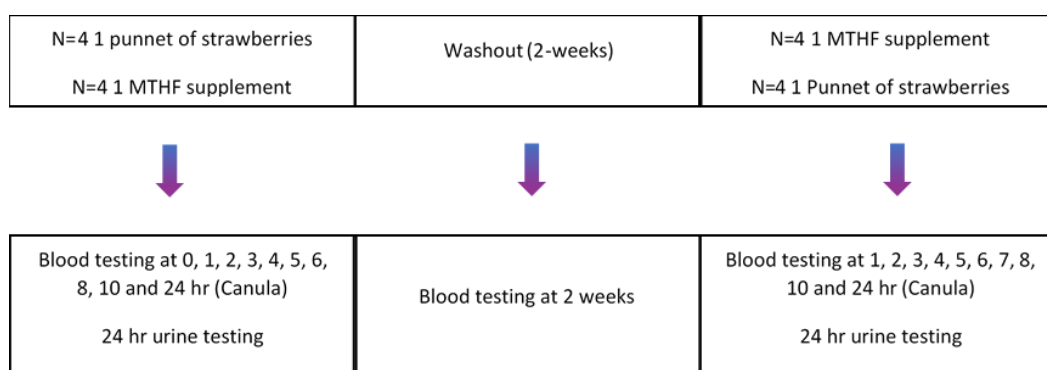 N=4 1 punnet of strawberries
N=4 1 MTHF supplement
Washout (2-weeks)
N=4 1 MTHF supplement
N=4 1 Punnet of strawberries
Blood testing at 0, 1, 2, 3, 4, 5, 6,
8, 10 and 24 hr (Canula)
24 hr urine testing
Blood testing at 2 weeks
Blood testing at 1, 2, 3, 4, 5, 6, 7, 8,
10 and 24 hr (Canula)
24 hr urine testing